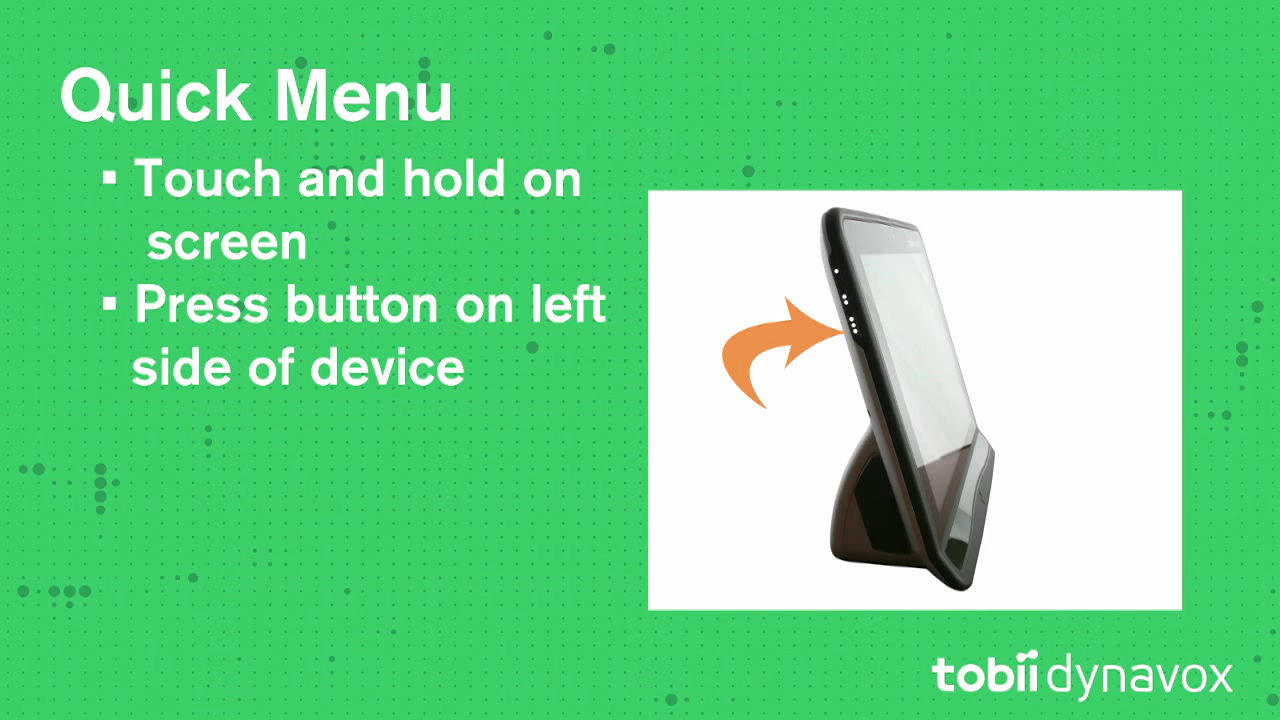 Quick Menu
▪ Touch and hold on
screen
▪ Press button on left
side of device
tobii dynavox